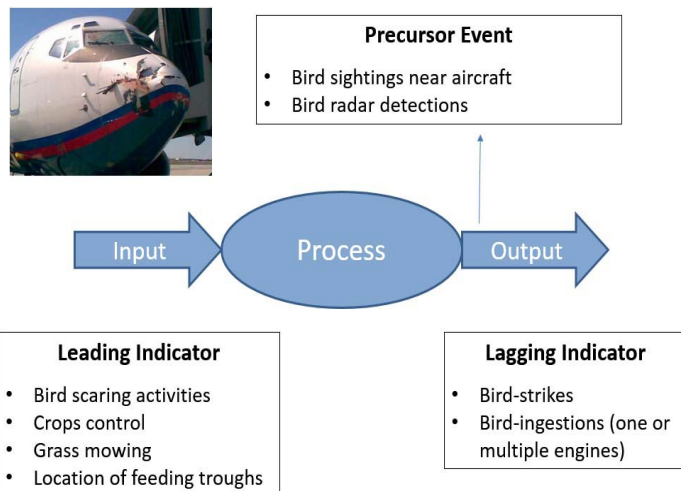 Precursor Event
• Bird sightings near aircraft
• Bird radar detections
Input
Process
Output
Leading Indicator
• Bird scaring activities
• Crops control
• Grass mowing
• Location of feeding troughs
Lagging Indicator
• Bird-strikes
• Bird-ingestions (one or
multiple engines)